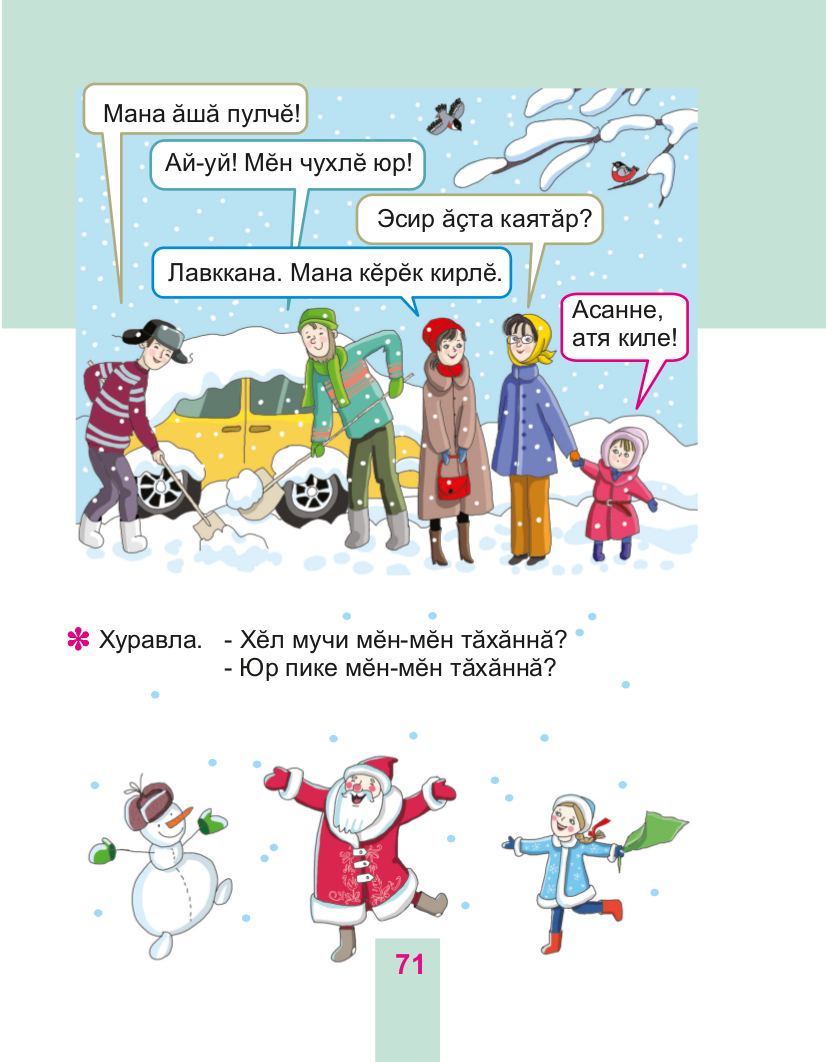 Мана ӑшӑ пулчӗ!
Ай-уй! Мӗн чухлӗ юр!
Эсир ӑҫта каятӑр?
Лавккана. Мана кӗрӗк кирлӗ.
Асанне,
атя киле!
Хуравла. - Хӗл мучи мӗн-мӗн тӑхӑннӑ?
- Юр пике мӗн-мӗн тӑхӑннӑ?
71